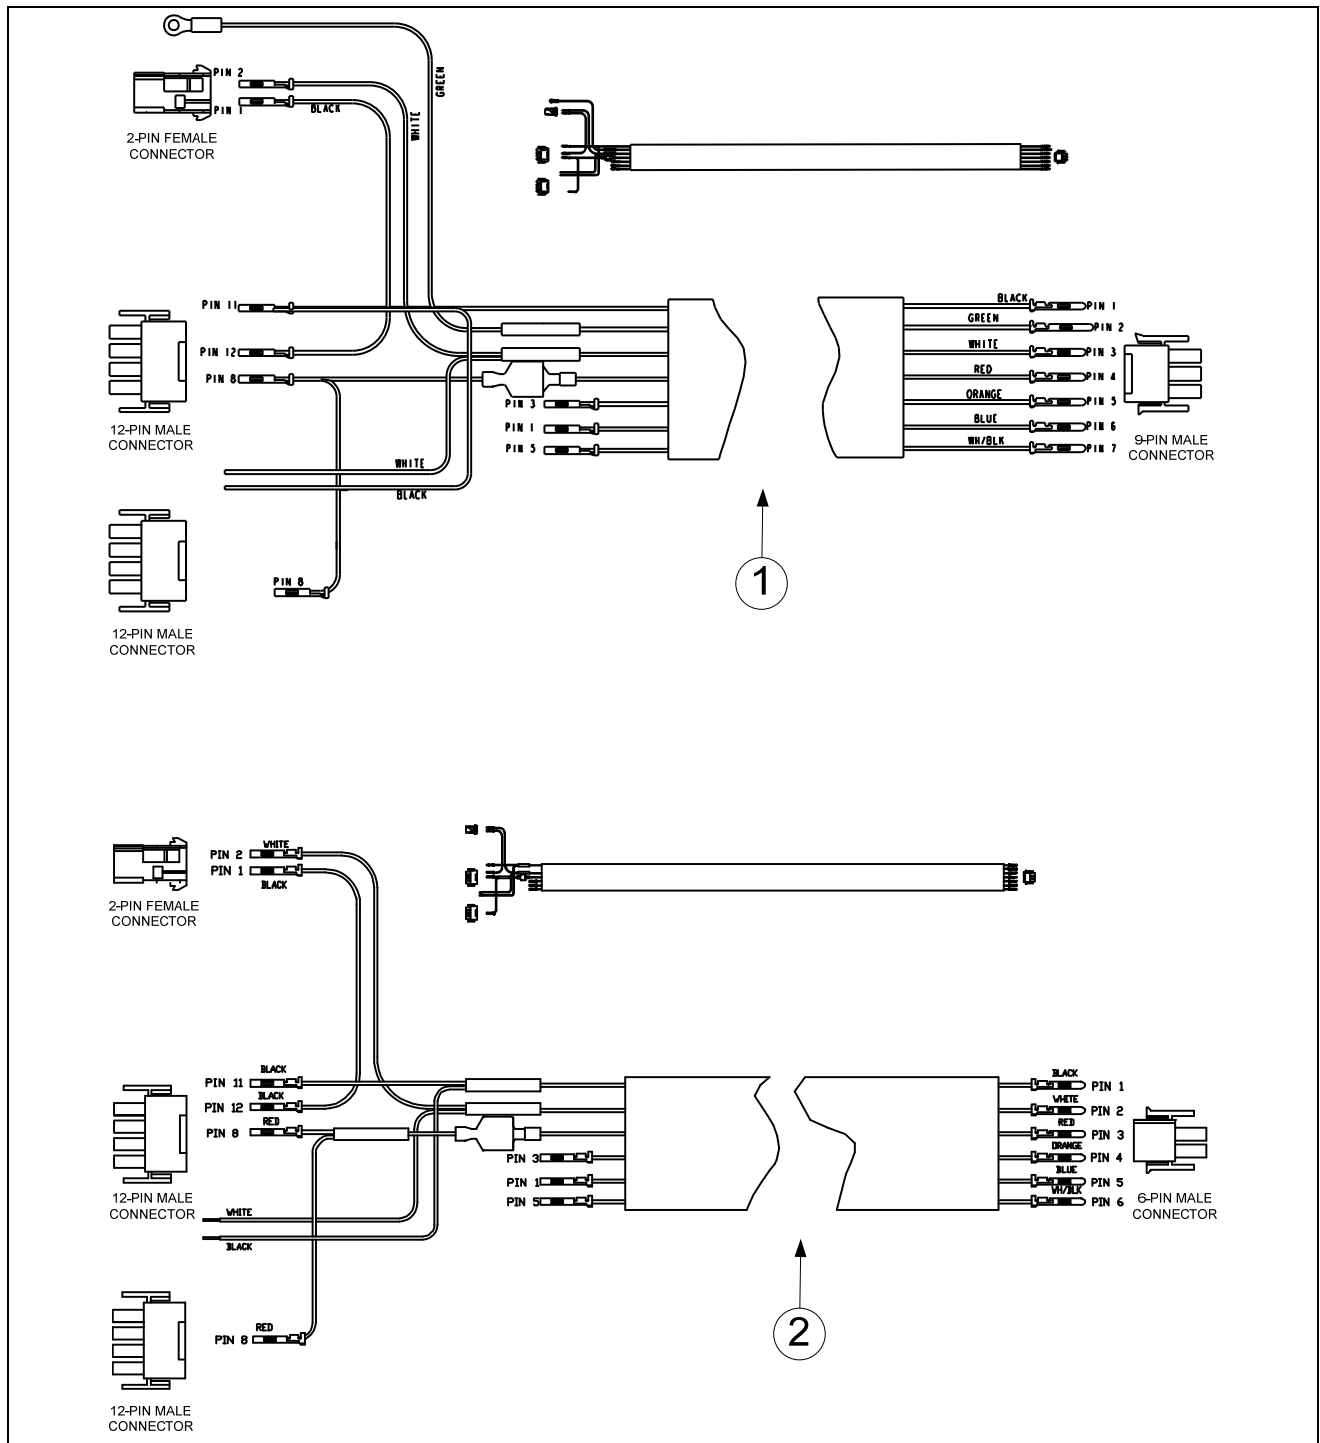 GREEN
PIN 2
PIN 1
BLACK
WHITE
2-PIN FEMALE
CONNECTOR
PIN 11
PIN 12
PIN 8
12-PIN MALE
CONNECTOR
PIN 3
PIN 1
PIN 5
WHITE
BLACK
PIN 8
12-PIN MALE
CONNECTOR
BLACK
PIN 1
GREEN
PIN 2
WHITE
PIN 3
RED
PIN 4
ORANGE
PIN 5
BLUE
PIN 6
WH/BLK
PIN 7
9-PIN MALE
CONNECTOR
1
WHITE
PIN 2
PIN 1
BLACK
2-PIN FEMALE
CONNECTOR
BLACK
PIN 11
BLACK
PIN 12
RED
PIN 8
12-PIN MALE
CONNECTOR
PIN 3
PIN 1
PIN 5
WHITE
BLACK
RED
PIN 8
12-PIN MALE
CONNECTOR
BLACK
PIN 1
WHITE
PIN 2
RED
PIN 3
ORANGE
PIN 4
BLUE
PIN 5
WH/BLK
PIN 6
6-PIN MALE
CONNECTOR
2